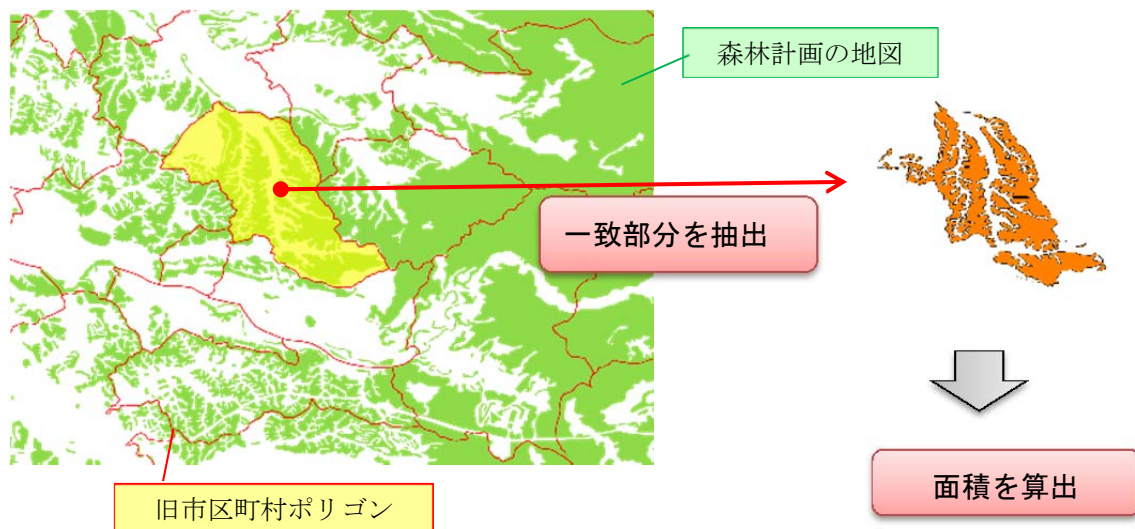 森林計画の地図
一致部分を抽出
面積を算出
旧市区町村ポリゴン